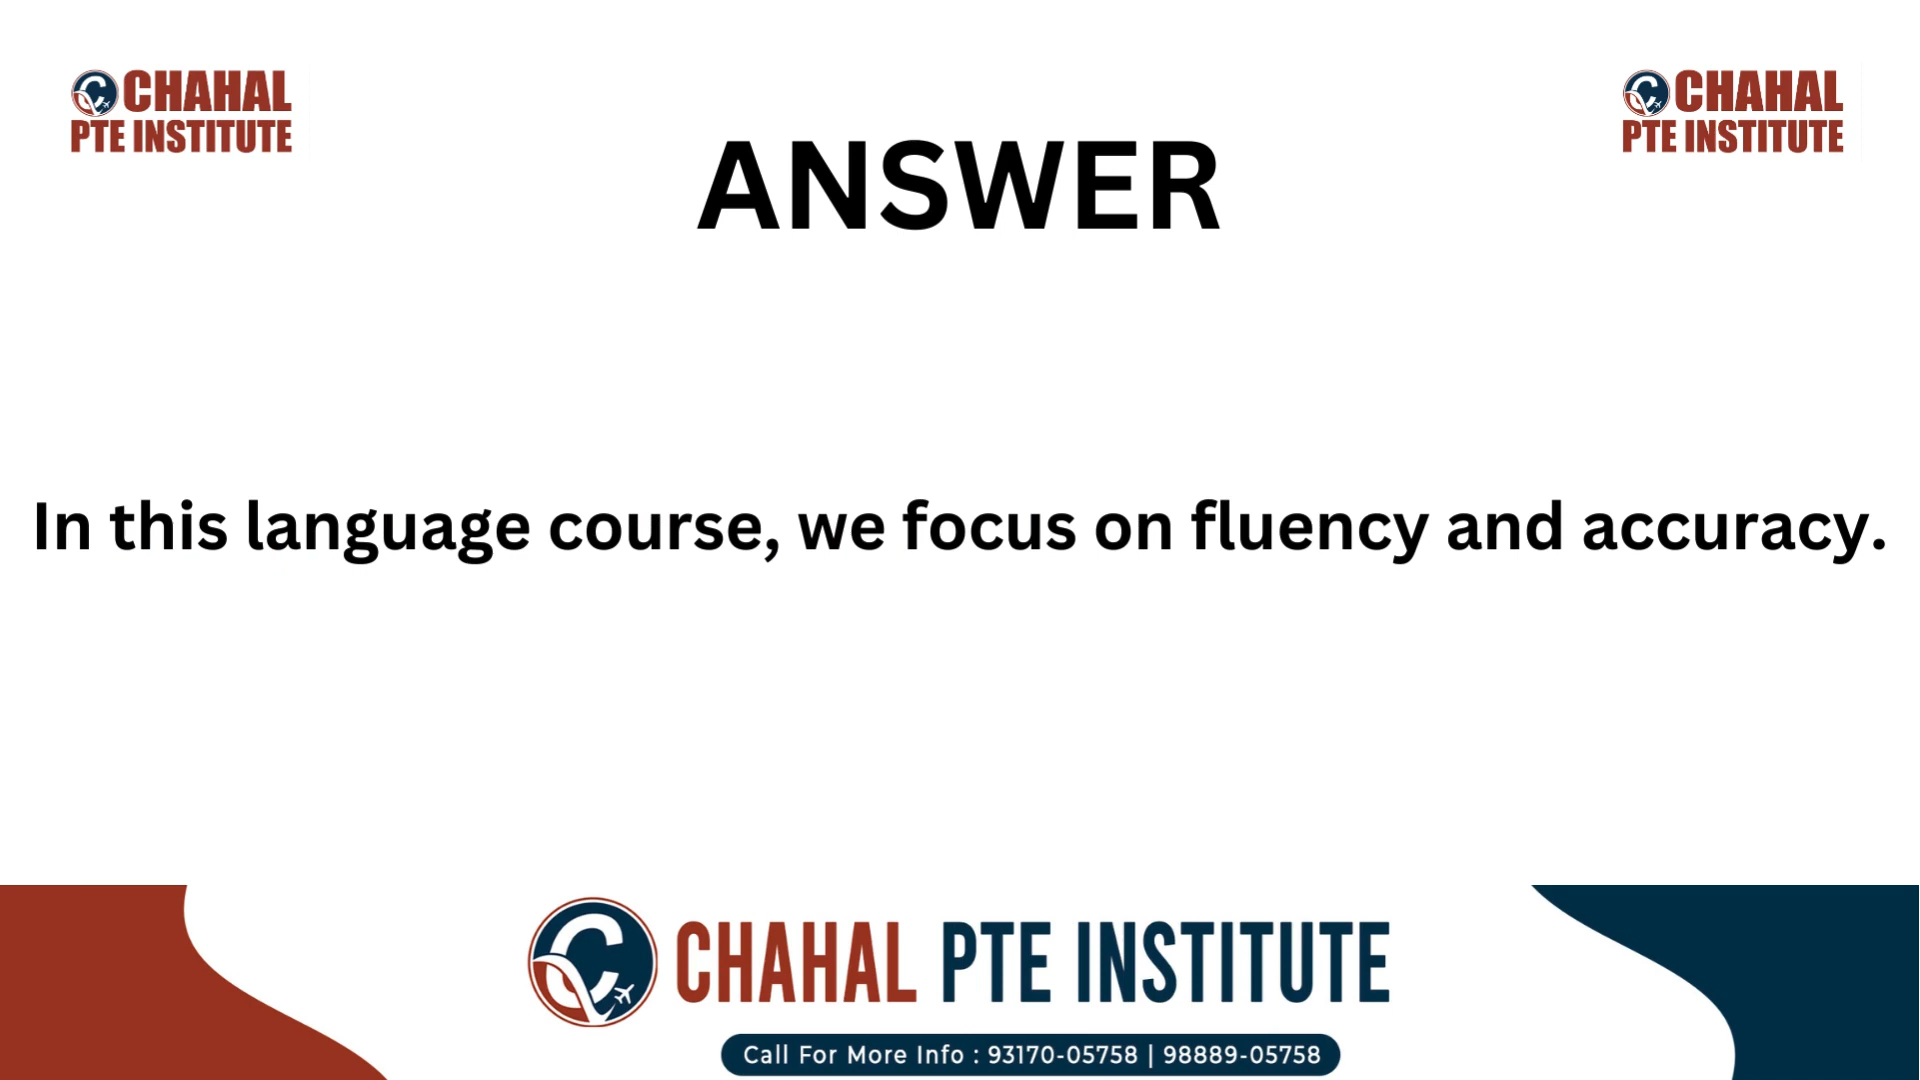 CHAHAL
PTE INSTITUTE
CHAHAL
PTE INSTITUTE
ANSWER
In this language course, we focus on fluency and accuracy.
CHAHAL PTE INSTITUTE
Call For More Info : 93170-05758 | 98889-05758